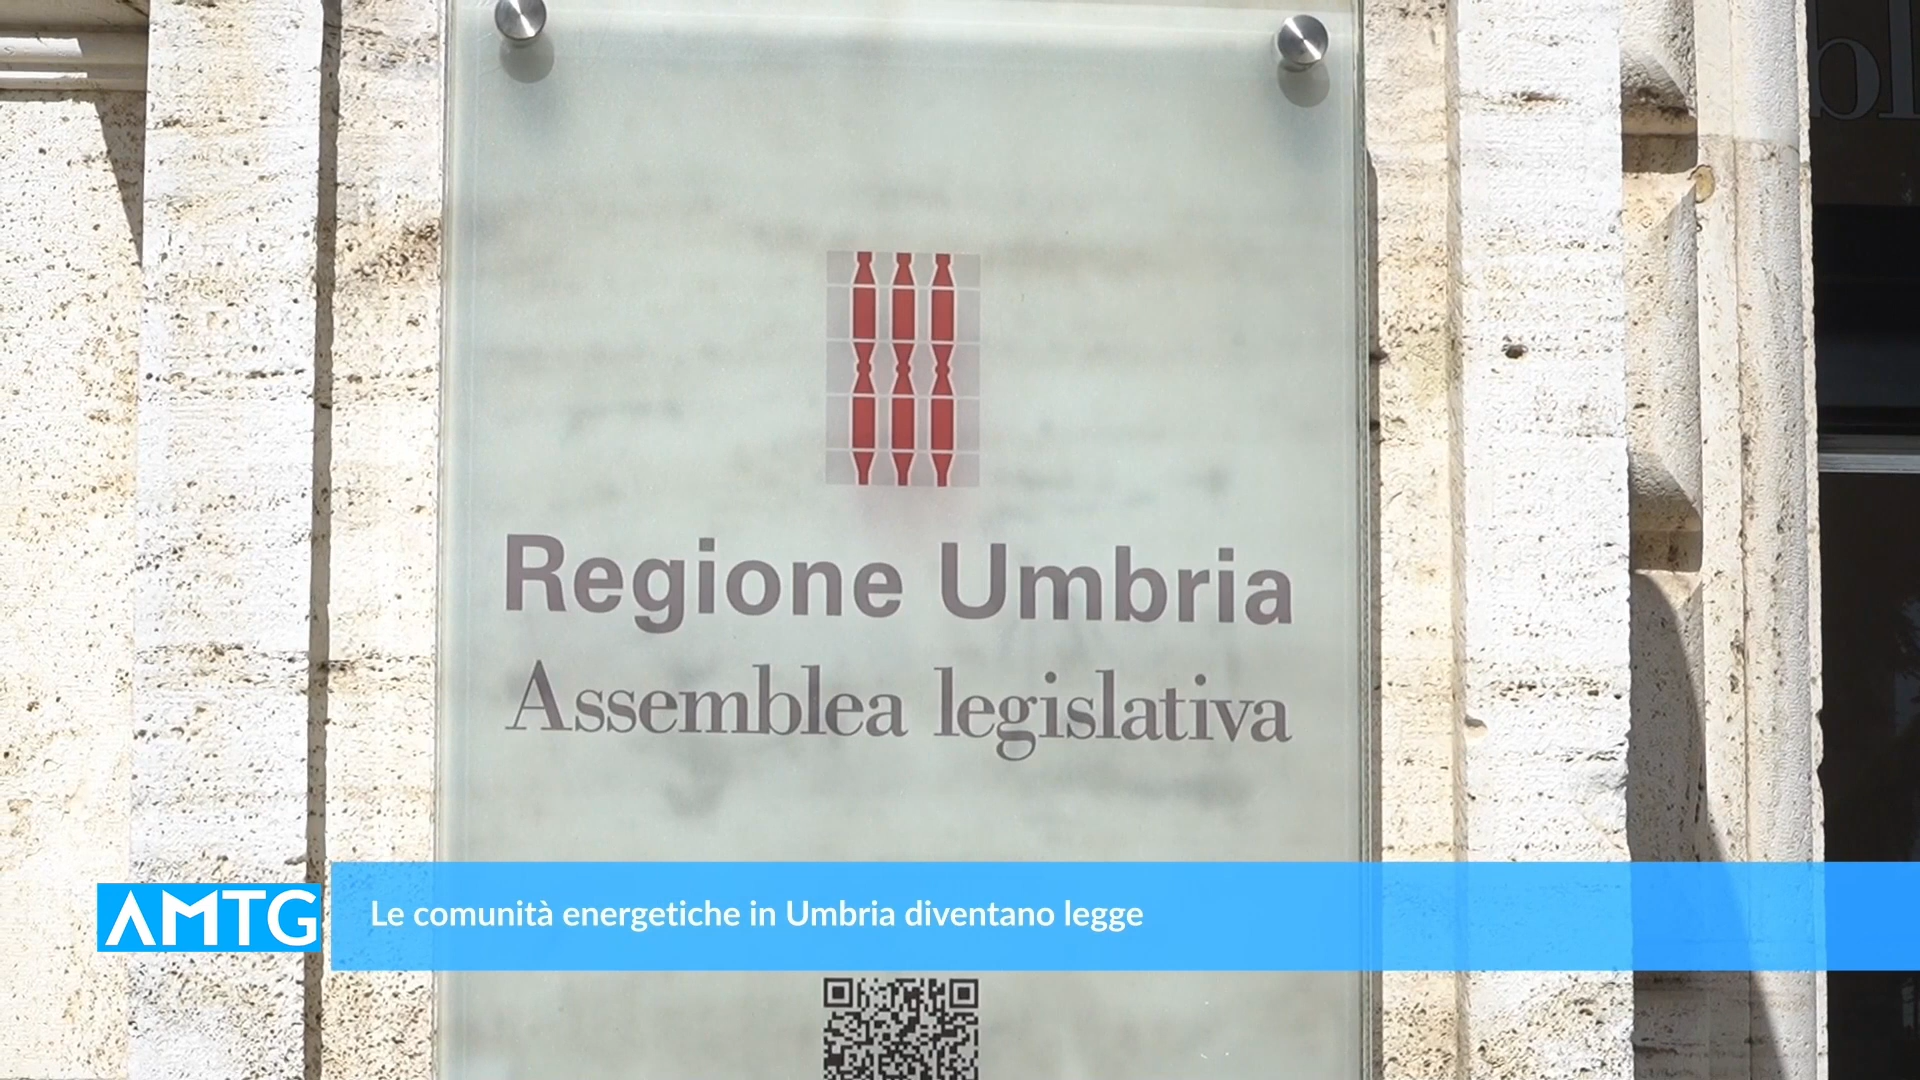 Regione Umbria
Assemblea legislativa
AMTG
Le comunità energetiche in Umbria diventano legge